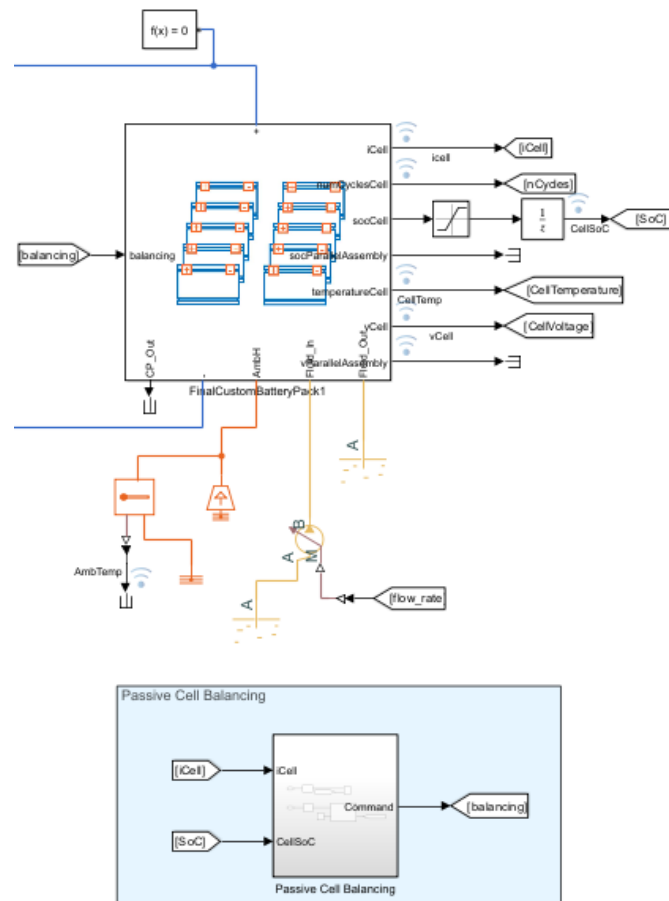 f(x) = 0
+
iCell
icell
[iCell]
numCyclesCell
[nCycles]
socCell
1
z
CellSoC
[SoC]
[balancing]
balancing
socParallelAssembly
temperatureCell
CellTemp
[CellTemperature]
vCell
vCell
[CellVoltage]
vParallelAssembly
CP_Out
-
AmbH
Fluid_In
Fluid_Out
FinalCustomBatteryPack1
A
B
A
M
AmbTemp
A
[flow_rate
Passive Cell Balancing
[iCell]
iCell
Command
[balancing]
[SoC]
CellSoC
Passive Cell Balancing